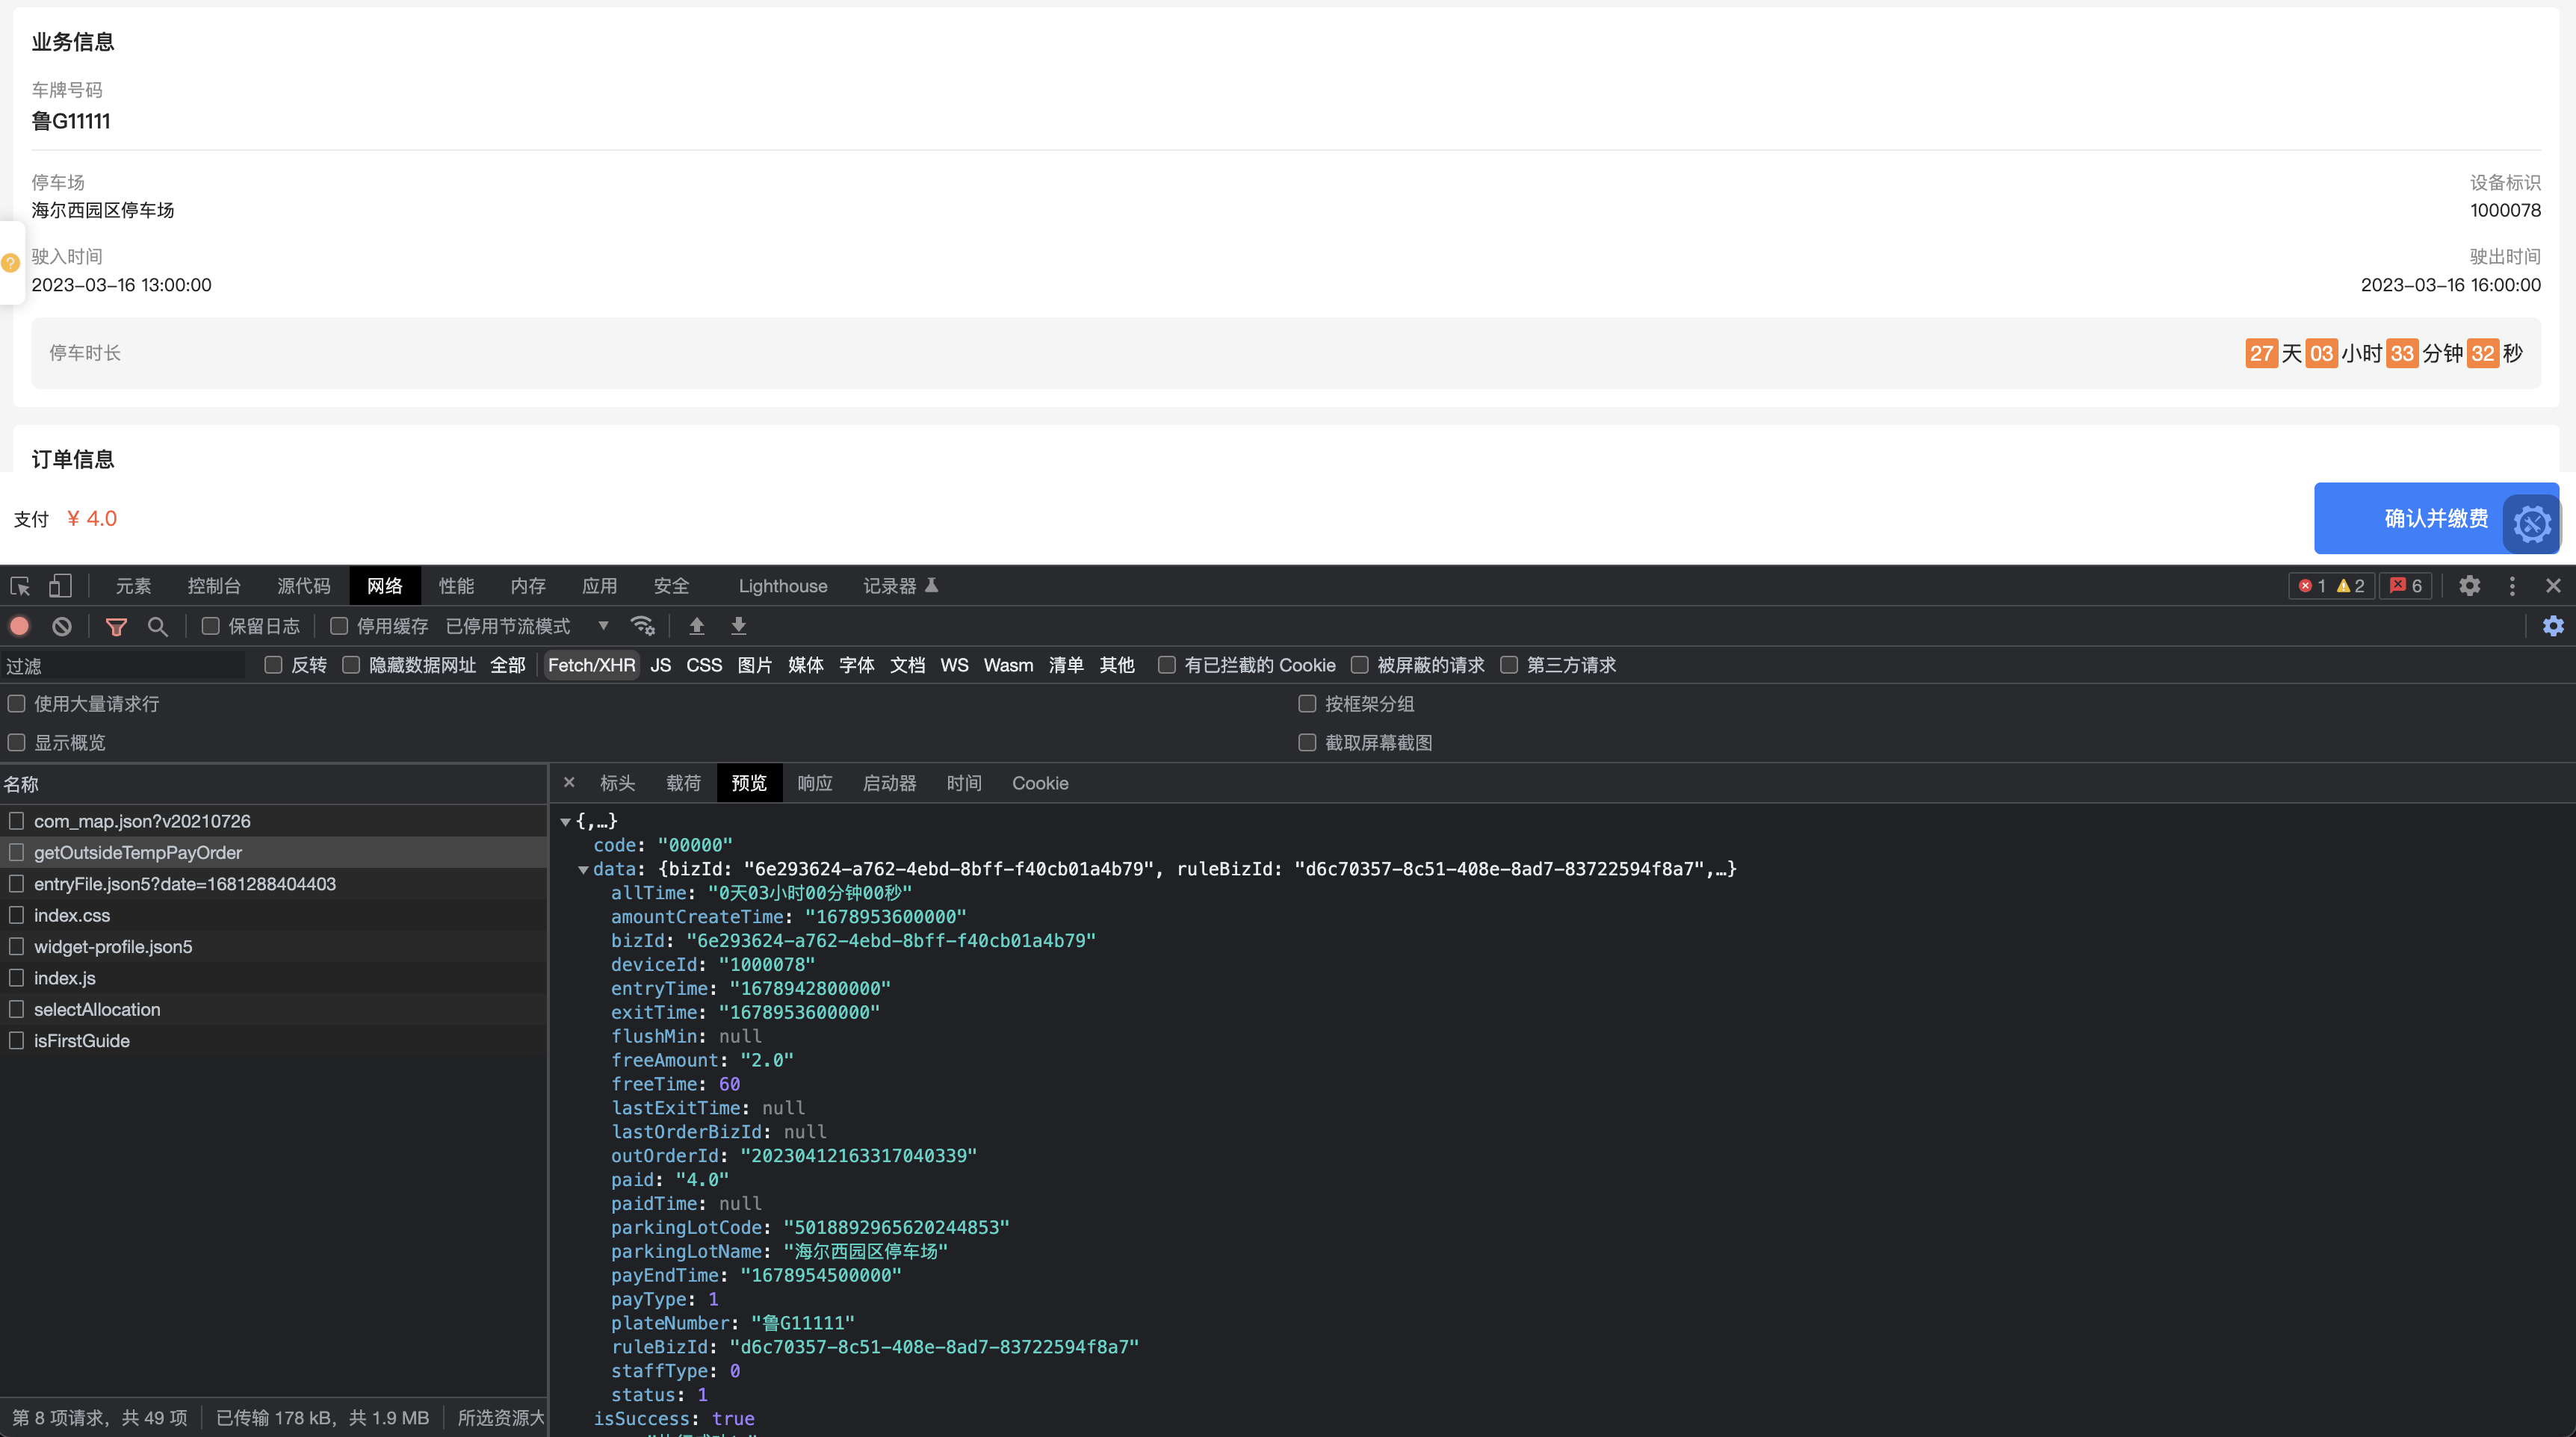 业务信息
车牌号码
鲁G11111
停车场 设备标识
海尔西园区停车场 1000078
驶入时间 驶出时间
2023-03-16 13:00:00 2023-03-16 16:00:00
停车时长 27 天 03 小时 33 分钟 32 秒
订单信息
支付 ¥ 4.0 确认并缴费
元素 控制台 源代码 网络 性能 内存 应用 安全 Lighthouse 记录器 1 2 6
保留日志 停用缓存 已停用节流模式
过滤 反转 隐藏数据网址 全部 Fetch/XHR JS CSS 图片 媒体 字体 文档 WS Wasm 清单 其他 有已拦截的 Cookie 被屏蔽的请求 第三方请求
使用大量请求行 按框架分组
显示概览 截取屏幕截图
名称
com_map.json?v20210726
getOutsideTempPayOrder
entryFile.json5?date=1681288404403
index.css
widget-profile.json5
index.js
selectAllocation
isFirstGuide
第 8 项请求，共 49 项 已传输 178 kB，共 1.9 MB 所选资源大
× 标头 载荷 预览 响应 启动器 时间 Cookie
{,…}
code: "00000"
data: {bizId: "6e293624-a762-4ebd-8bff-f40cb01a4b79", ruleBizId: "d6c70357-8c51-408e-8ad7-83722594f8a7",…}
allTime: "0天03小时00分钟00秒"
amountCreateTime: "1678953600000"
bizId: "6e293624-a762-4ebd-8bff-f40cb01a4b79"
deviceId: "1000078"
entryTime: "1678942800000"
exitTime: "1678953600000"
flushMin: null
freeAmount: "2.0"
freeTime: 60
lastExitTime: null
lastOrderBizId: null
outOrderId: "20230412163317040339"
paid: "4.0"
paidTime: null
parkingLotCode: "5018892965620244853"
parkingLotName: "海尔西园区停车场"
payEndTime: "1678954500000"
payType: 1
plateNumber: "鲁G11111"
ruleBizId: "d6c70357-8c51-408e-8ad7-83722594f8a7"
staffType: 0
status: 1
isSuccess: true